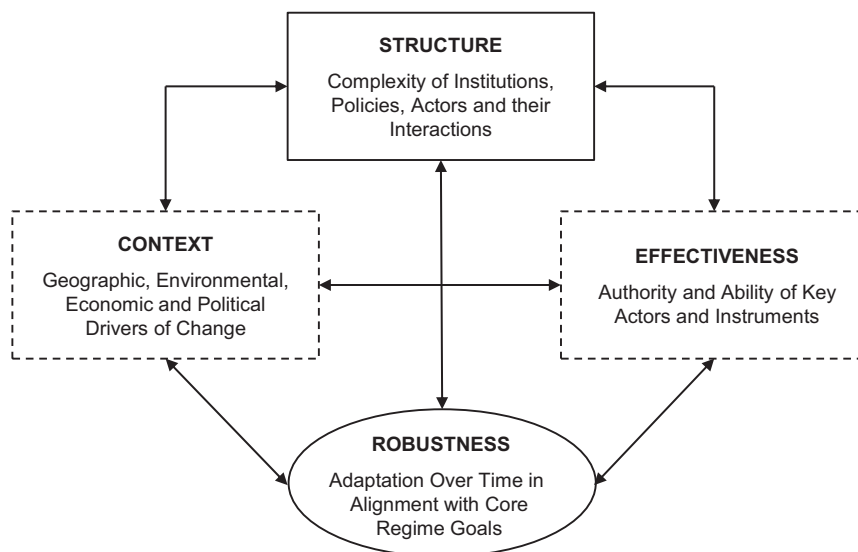 STRUCTURE
Complexity of Institutions,
Policies, Actors and their
Interactions
CONTEXT
Geographic, Environmental,
Economic and Political
Drivers of Change
EFFECTIVENESS
Authority and Ability of Key
Actors and Instruments
ROBUSTNESS
Adaptation Over Time in
Alignment with Core
Regime Goals